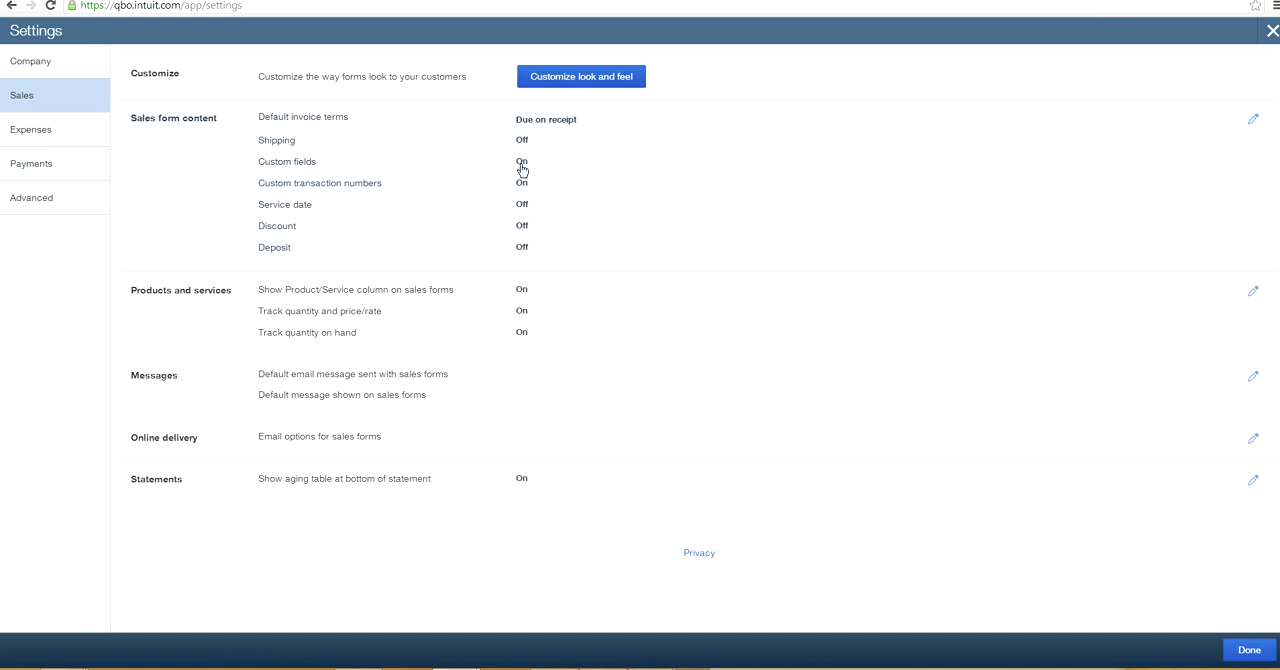 https://qbo.intuit.com/app/settings
Settings
Company
Sales
Expenses
Payments
Advanced
Customize Customize the way forms look to your customers Customize look and feel
Sales form content Default invoice terms Due on receipt
Shipping Off
Custom fields On
Custom transaction numbers On
Service date Off
Discount Off
Deposit Off
Products and services Show Product/Service column on sales forms On
Track quantity and price/rate On
Track quantity on hand On
Messages Default email message sent with sales forms
Default message shown on sales forms
Online delivery Email options for sales forms
Statements Show aging table at bottom of statement On
Privacy
Done